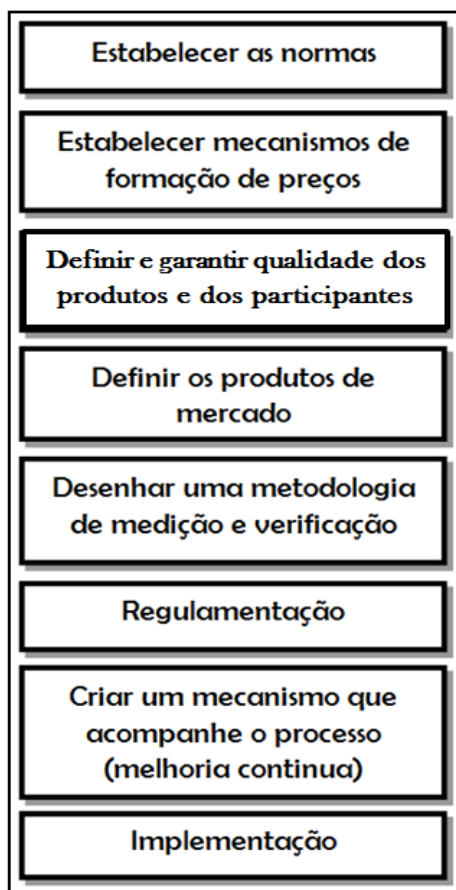 Estabelecer as normas
Estabelecer mecanismos de
formação de preços
Definir e garantir qualidade dos
produtos e dos participantes
Definir os produtos de
mercado
Desenhar uma metodologia
de medição e verificação
Regulamentação
Criar um mecanismo que
acompanhe o processo
(melhoria continua)
Implementação